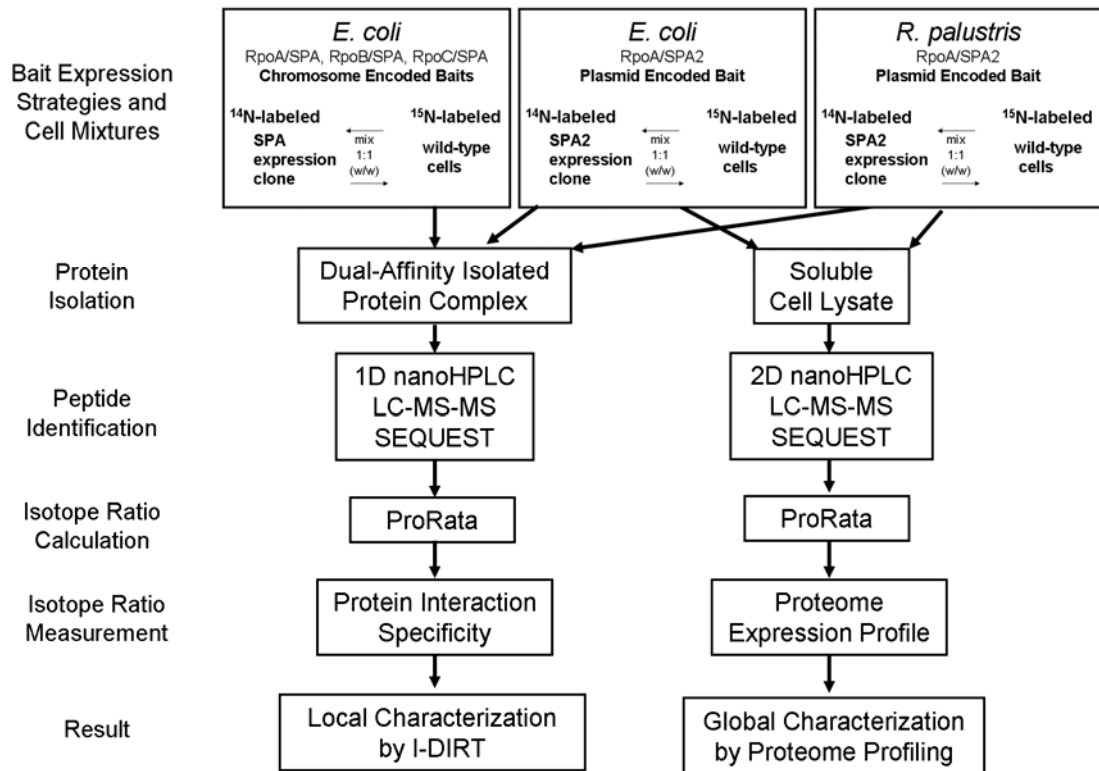 Bait Expression
Strategies and
Cell Mixtures
E. coli
RpoA/SPA, RpoB/SPA, RpoC/SPA
Chromosome Encoded Baits
¹⁴N-labeled
SPA
expression
clone
mix
1:1
(w/w)
¹⁵N-labeled
wild-type
cells
E. coli
RpoA/SPA2
Plasmid Encoded Bait
¹⁴N-labeled
SPA2
expression
clone
mix
1:1
(w/w)
¹⁵N-labeled
wild-type
cells
R. palustris
RpoA/SPA2
Plasmid Encoded Bait
¹⁴N-labeled
SPA2
expression
clone
mix
1:1
(w/w)
¹⁵N-labeled
wild-type
cells
Protein
Isolation
Dual-Affinity Isolated
Protein Complex
Soluble
Cell Lysate
Peptide
Identification
1D nanoHPLC
LC-MS-MS
SEQUEST
2D nanoHPLC
LC-MS-MS
SEQUEST
Isotope Ratio
Calculation
ProRata
ProRata
Isotope Ratio
Measurement
Protein Interaction
Specificity
Proteome
Expression Profile
Result
Local Characterization
by I-DIRT
Global Characterization
by Proteome Profiling